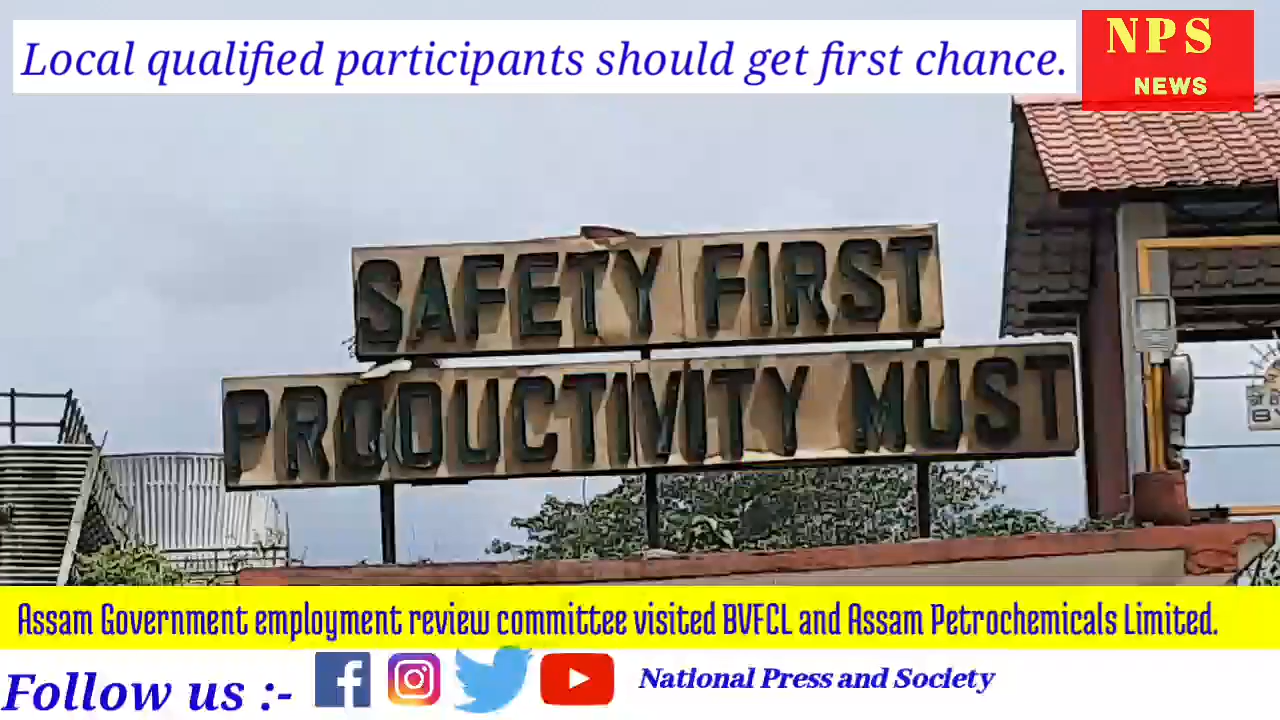 Local qualified participants should get first chance.
NPS
NEWS
SAFETY FIRST
PRODUCTIVITY MUST
Assam Government employment review committee visited BVFCL and Assam Petrochemicals Limited.
Follow us :-
National Press and Society